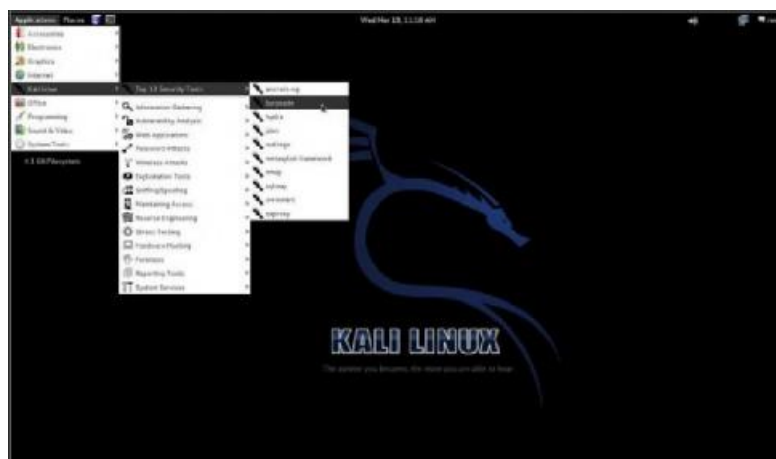 Applications Places
Wed Mar 13, 11:18 AM
Accessories
Electronics
Graphics
Internet
Kali Linux
Office
Programming
Sound & Video
System Tools
Top 10 Security Tools
Information Gathering
Vulnerability Analysis
Web Applications
Password Attacks
Wireless Attacks
Exploitation Tools
Sniffing/Spoofing
Maintaining Access
Reverse Engineering
Stress Testing
Hardware Hacking
Forensics
Reporting Tools
System Services
aircrack-ng
burpsuite
hydra
john
maltego
metasploit framework
nmap
sqlmap
wireshark
zaproxy
KALI LINUX
The quieter you become, the more you are able to hear.